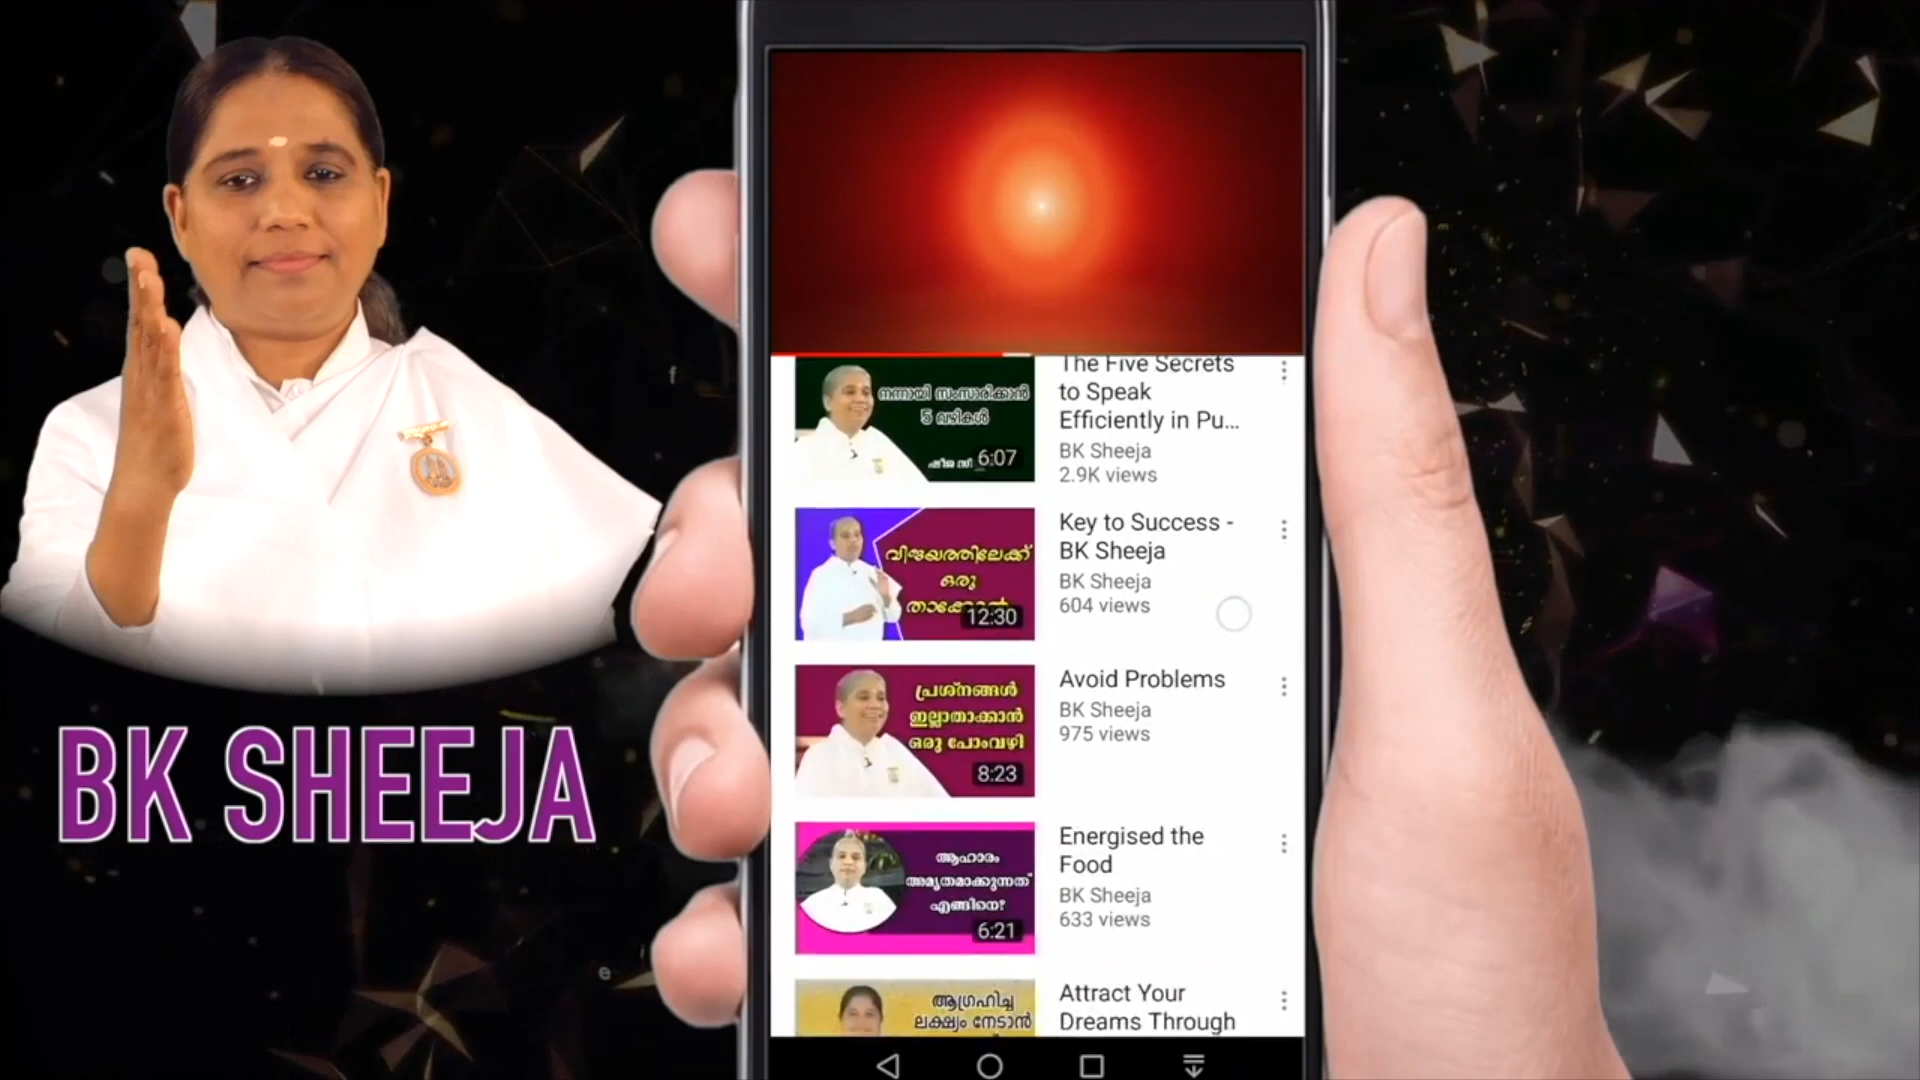 BK SHEEJA
നന്നായി സംസാരിക്കാൻ
5 വഴികൾ
6:07
The Five Secrets
to Speak
Efficiently in Pu...
BK Sheeja
2.9K views
വിജയത്തിലേക്ക്
ഒരു
12:30
Key to Success -
BK Sheeja
BK Sheeja
604 views
പ്രശ്നങ്ങൾ
ഇല്ലാതാക്കാൻ
ഒരു പോംവഴി
8:23
Avoid Problems
BK Sheeja
975 views
ആഹാരം
അമൃതമാക്കുന്നത്
എങ്ങിനെ?
6:21
Energised the
Food
BK Sheeja
633 views
ആഗ്രഹിച്ച
ലക്ഷ്യം നേടാൻ
Attract Your
Dreams Through